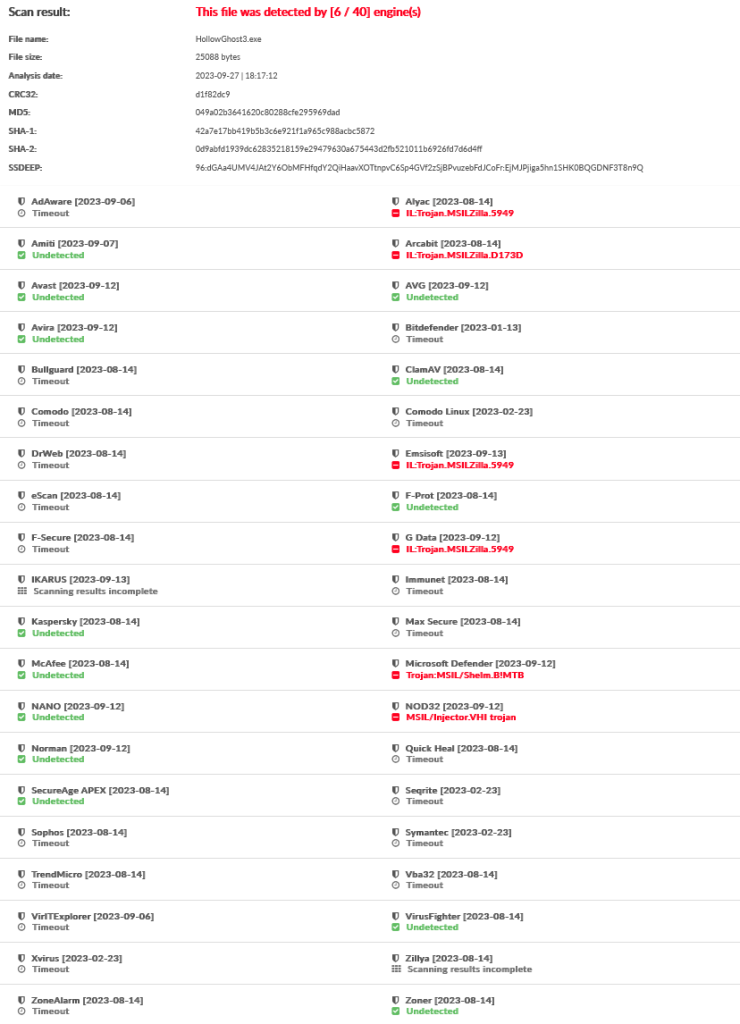 Scan result: This file was detected by [6 / 40] engine(s)
File name: HollowGhost3.exe
File size: 25088 bytes
Analysis date: 2023-09-27 | 18:17:12
CRC32: d1f82dc9
MD5: 049a02b3641620c80288cfe295969dad
SHA-1: 42a7e17bb419b5b3c6e921f1a965c988acbc5872
SHA-2: 0d9abfd1939dc62835218159e29479630a675443d2fb521011b6926fd7d6d4ff
SSDEEP: 96:dGAa4UMV4JAt2Y6ObMFHfqdY2QiHaavXOTtnpvC6Sp4GVf2zSjBPvuzebFdJCoFr:EjMJPjiga5hn1SHK0BQGDNF3T8n9Q
AdAware [2023-09-06] Alyac [2023-08-14]
Timeout IL:Trojan.MSILZilla.5949
Amiti [2023-09-07] Arcabit [2023-08-14]
Undetected IL:Trojan.MSILZilla.D173D
Avast [2023-09-12] AVG [2023-09-12]
Undetected Undetected
Avira [2023-09-12] Bitdefender [2023-01-13]
Undetected Timeout
Bullguard [2023-08-14] ClamAV [2023-08-14]
Timeout Undetected
Comodo [2023-08-14] Comodo Linux [2023-02-23]
Timeout Timeout
DrWeb [2023-08-14] Emsisoft [2023-09-13]
Timeout IL:Trojan.MSILZilla.5949
eScan [2023-08-14] F-Prot [2023-08-14]
Timeout Undetected
F-Secure [2023-08-14] G Data [2023-09-12]
Timeout IL:Trojan.MSILZilla.5949
IKARUS [2023-09-13] Immunet [2023-08-14]
Scanning results incomplete Timeout
Kaspersky [2023-08-14] Max Secure [2023-08-14]
Undetected Timeout
McAfee [2023-08-14] Microsoft Defender [2023-09-12]
Undetected Trojan:MSIL/Shelm.B!MTB
NANO [2023-09-12] NOD32 [2023-09-12]
Undetected MSIL/Injector.VHI trojan
Norman [2023-09-12] Quick Heal [2023-08-14]
Undetected Timeout
SecureAge APEX [2023-08-14] Seqrite [2023-02-23]
Undetected Timeout
Sophos [2023-08-14] Symantec [2023-02-23]
Timeout Timeout
TrendMicro [2023-08-14] Vba32 [2023-08-14]
Timeout Timeout
VirITExplorer [2023-09-06] VirusFighter [2023-08-14]
Timeout Undetected
Xvirus [2023-02-23] Zillya [2023-08-14]
Timeout Scanning results incomplete
ZoneAlarm [2023-08-14] Zoner [2023-08-14]
Timeout Undetected